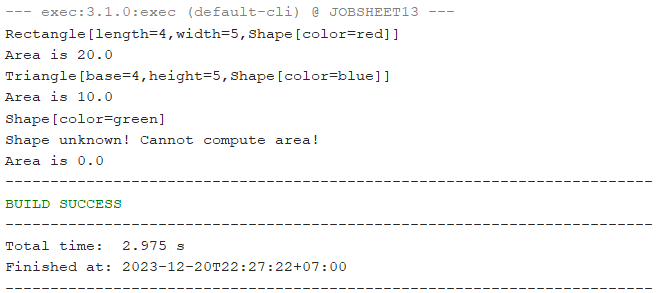 --- exec:3.1.0:exec (default-cli) @ JOBSHEET13 ---
Rectangle[length=4,width=5,Shape[color=red]]
Area is 20.0
Triangle[base=4,height=5,Shape[color=blue]]
Area is 10.0
Shape[color=green]
Shape unknown! Cannot compute area!
Area is 0.0
------------------------------------------------------------------------
BUILD SUCCESS
------------------------------------------------------------------------
Total time:  2.975 s
Finished at: 2023-12-20T22:27:22+07:00
------------------------------------------------------------------------